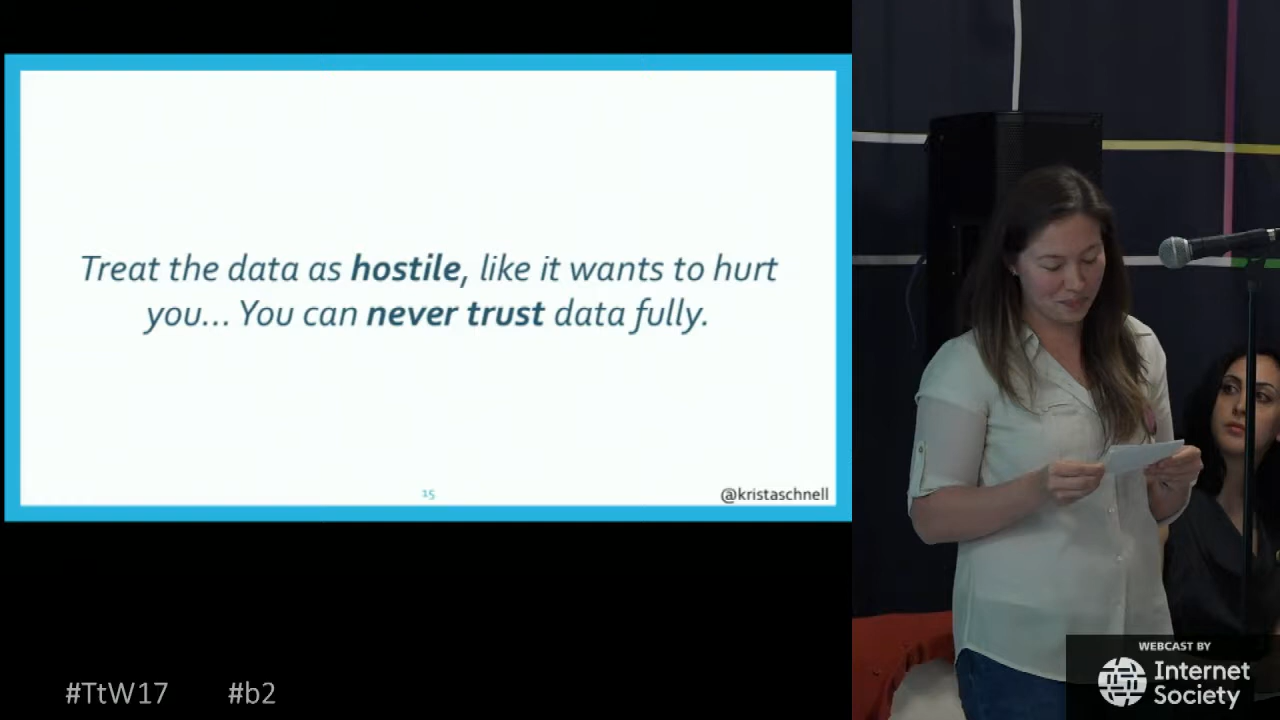 Treat the data as hostile, like it wants to hurt
you... You can never trust data fully.
15
@kristaschnell
#TtW17 #b2
WEBCAST BY
Internet
Society